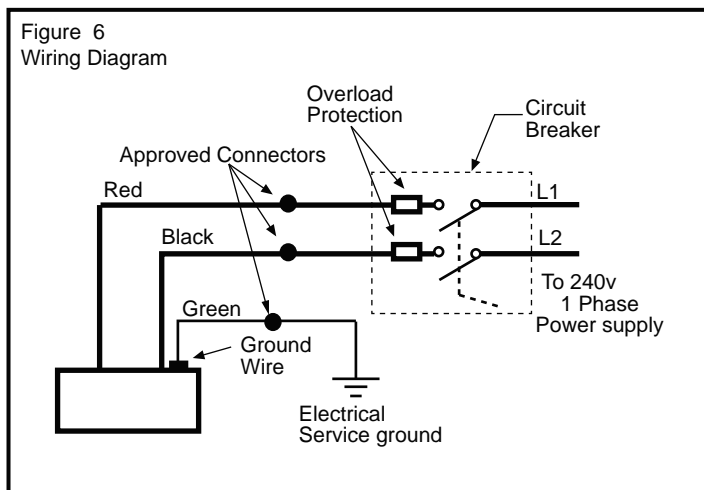 Figure 6
Wiring Diagram
Overload
Protection
Circuit
Breaker
Approved Connectors
Red
L1
Black
L2
Green
To 240v
1 Phase
Power supply
Ground
Wire
Electrical
Service ground